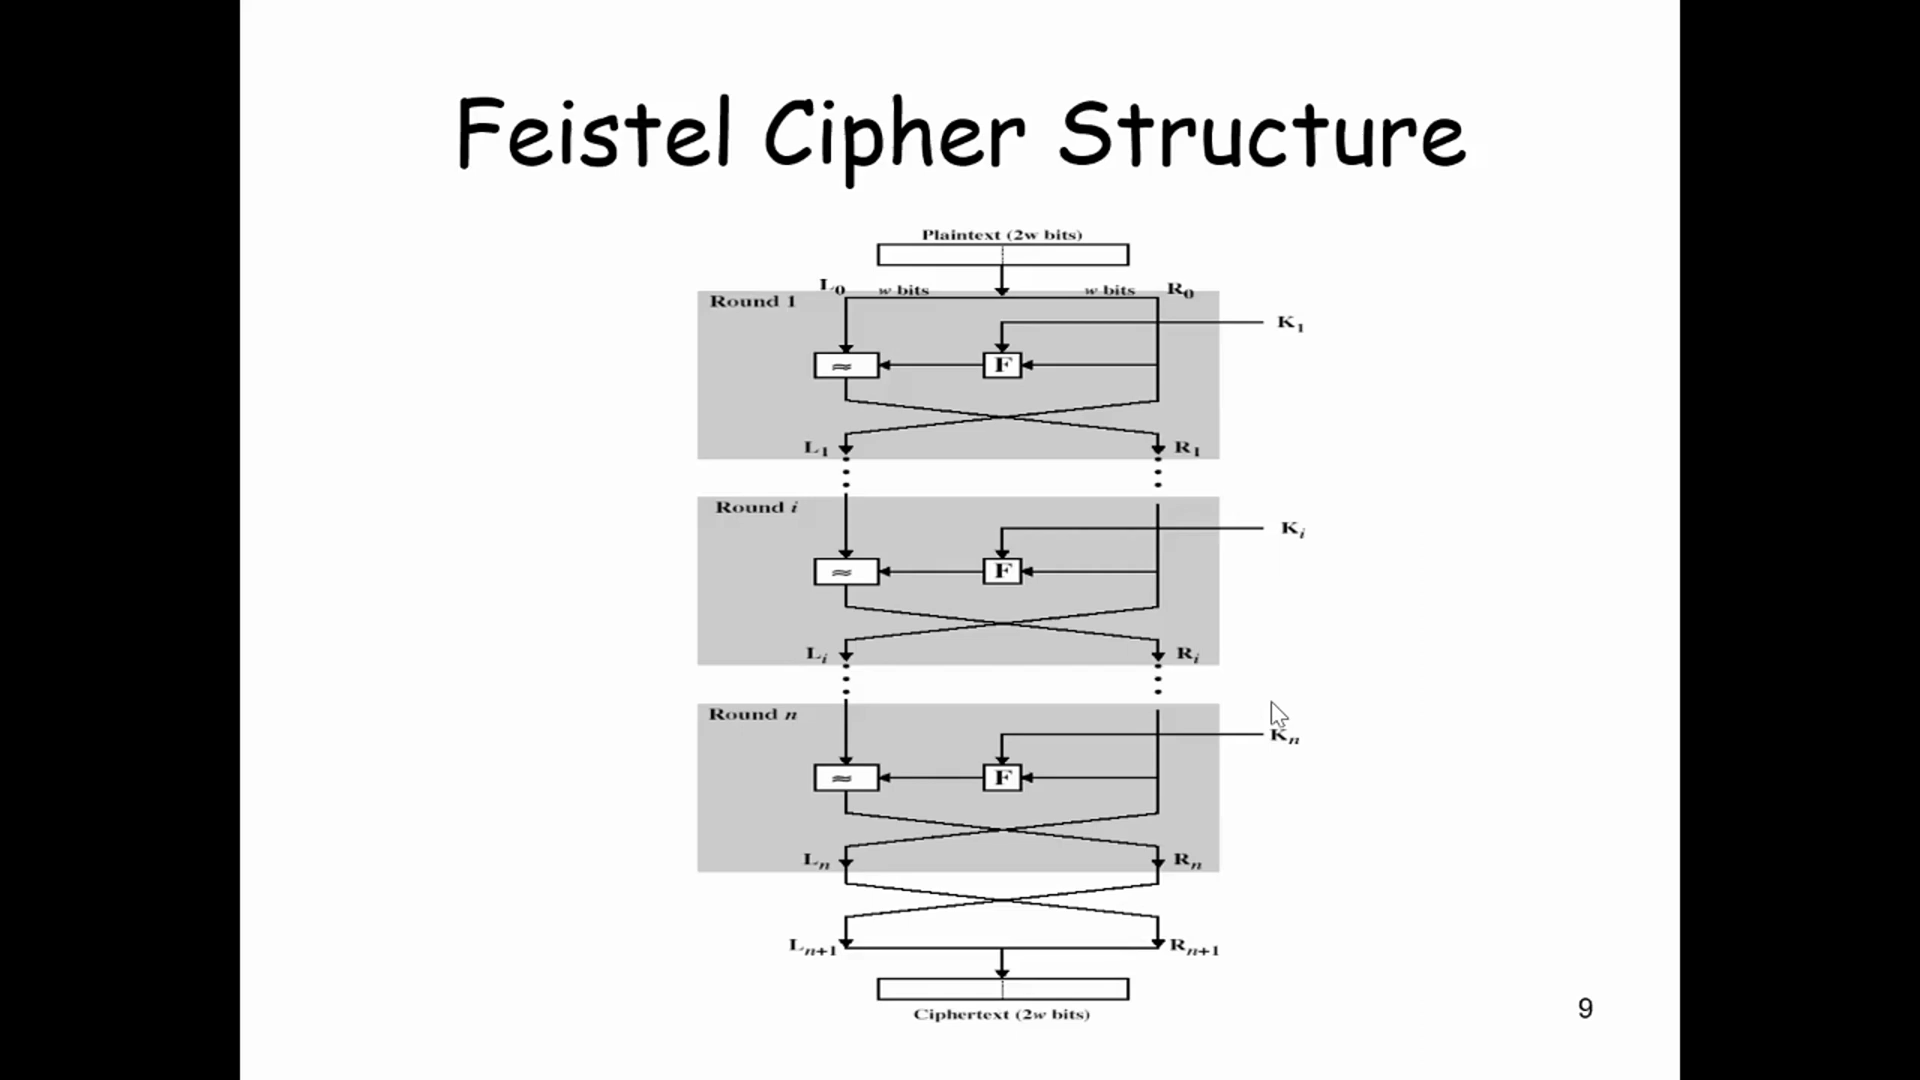 Feistel Cipher Structure
Plaintext (2w bits)
L0 w bits w bits R0
Round 1
K1
≈ F
L1 R1
Round i
Ki
≈ F
Li Ri
Round n
Kn
≈ F
Ln Rn
Ln+1 Rn+1
Ciphertext (2w bits)
9